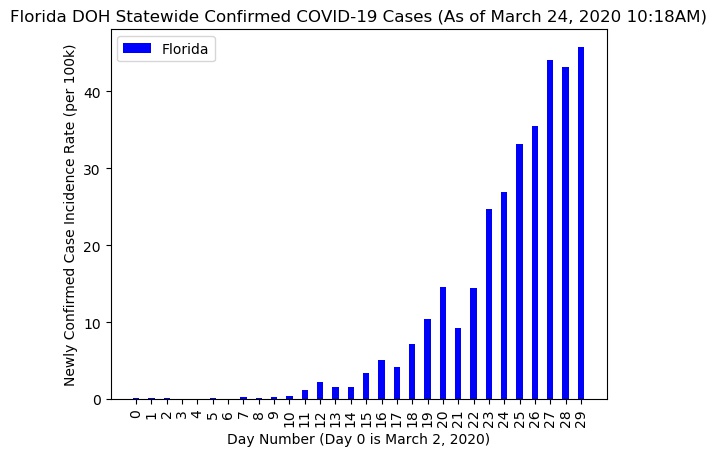 Florida DOH Statewide Confirmed COVID-19 Cases (As of March 24, 2020 10:18AM)
Florida
Newly Confirmed Case Incidence Rate (per 100k)
40
30
20
10
0
0 1 2 3 4 5 6 7 8 9 10 11 12 13 14 15 16 17 18 19 20 21 22 23 24 25 26 27 28 29
Day Number (Day 0 is March 2, 2020)